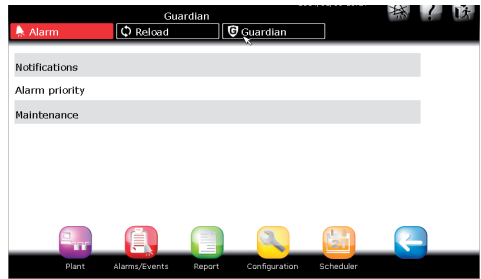 Guardian
Alarm
Reload
Guardian
Notifications
Alarm priority
Maintenance
Plant
Alarms/Events
Report
Configuration
Scheduler